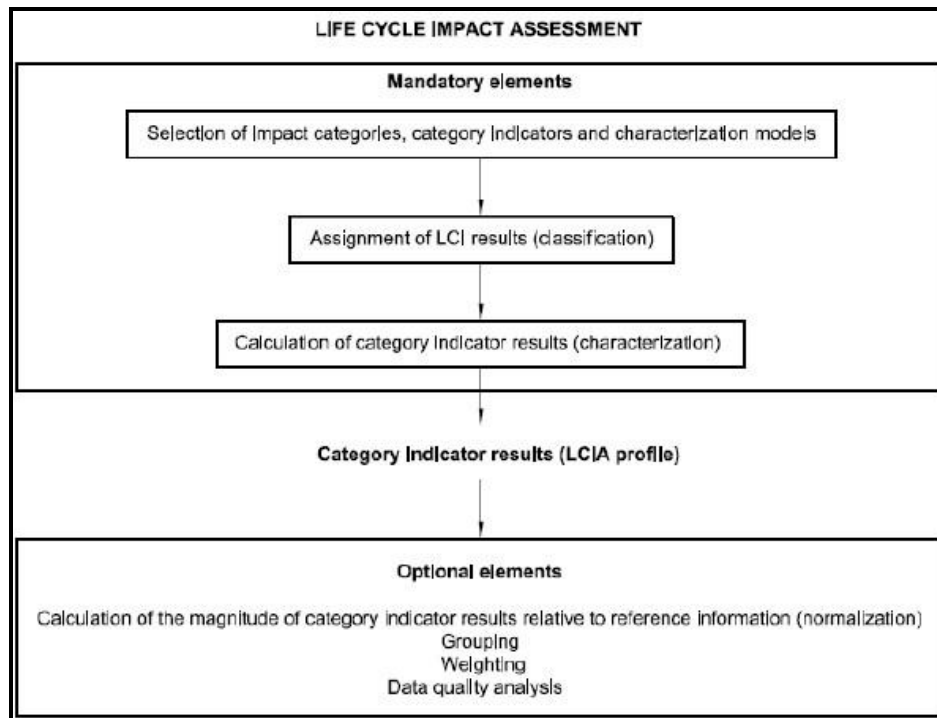 LIFE CYCLE IMPACT ASSESSMENT
Mandatory elements
Selection of impact categories, category indicators and characterization models
Assignment of LCI results (classification)
Calculation of category indicator results (characterization)
Category indicator results (LCIA profile)
Optional elements
Calculation of the magnitude of category indicator results relative to reference information (normalization)
Grouping
Weighting
Data quality analysis